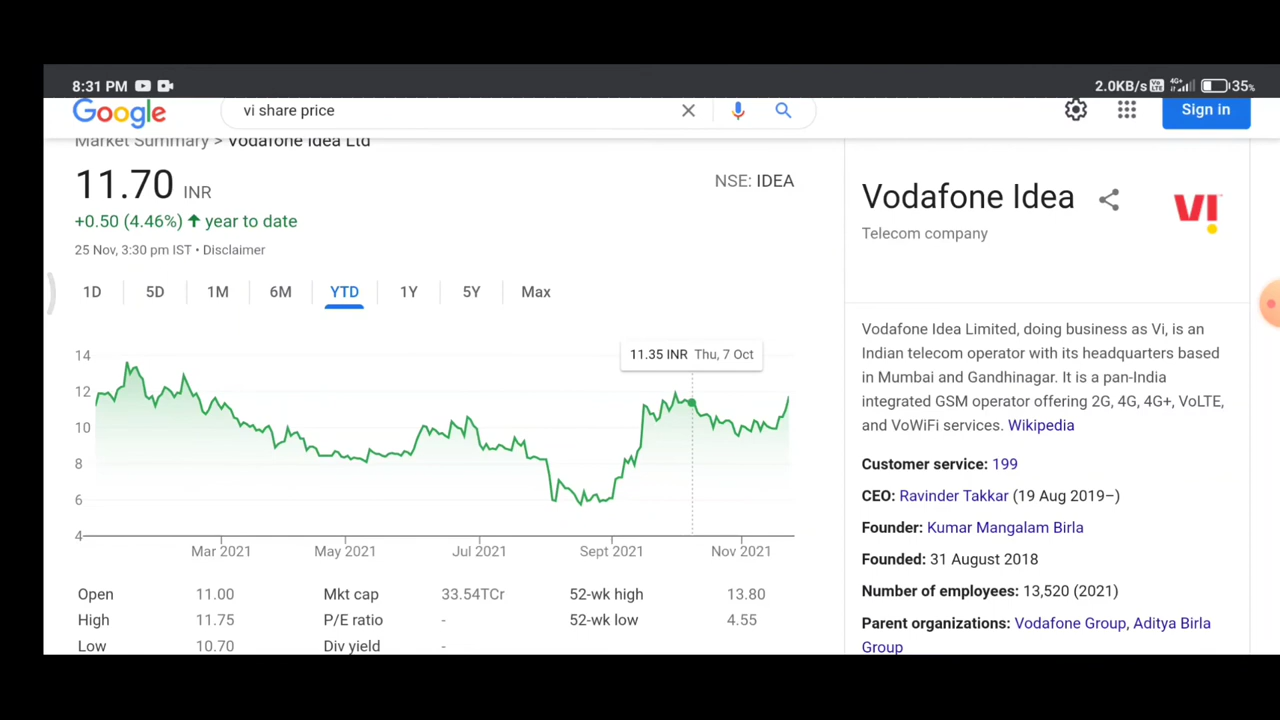 8:31 PM 2.0KB/s Vo LTE 4G+ 35%
Google vi share price Sign in
Market Summary > Vodafone Idea Ltd
11.70 INR
NSE: IDEA
+0.50 (4.46%) ↑ year to date
25 Nov, 3:30 pm IST • Disclaimer
1D 5D 1M 6M YTD 1Y 5Y Max
11.35 INR Thu, 7 Oct
14
12
10
8
6
4
Mar 2021 May 2021 Jul 2021 Sept 2021 Nov 2021
Open 11.00 Mkt cap 33.54TCr 52-wk high 13.80
High 11.75 P/E ratio - 52-wk low 4.55
Low 10.70 Div yield -
Vodafone Idea
VI
Telecom company
Vodafone Idea Limited, doing business as Vi, is an
Indian telecom operator with its headquarters based
in Mumbai and Gandhinagar. It is a pan-India
integrated GSM operator offering 2G, 4G, 4G+, VoLTE,
and VoWiFi services. Wikipedia
Customer service: 199
CEO: Ravinder Takkar (19 Aug 2019–)
Founder: Kumar Mangalam Birla
Founded: 31 August 2018
Number of employees: 13,520 (2021)
Parent organizations: Vodafone Group, Aditya Birla
Group